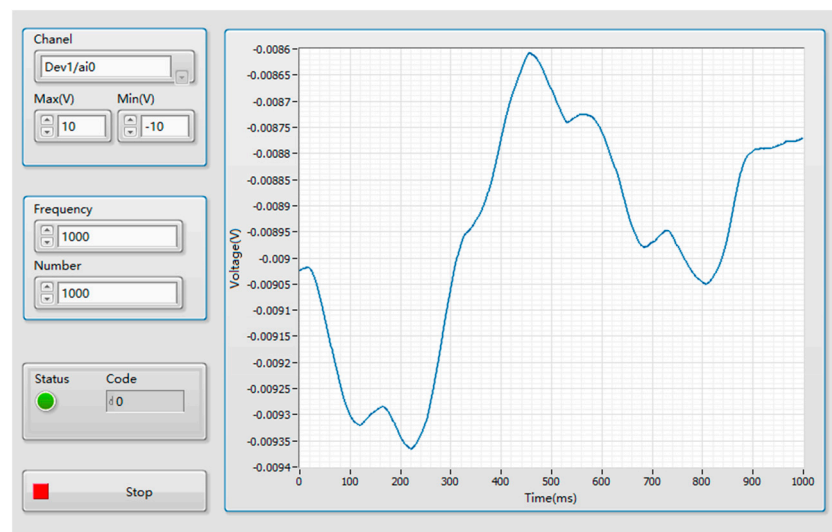 Chanel
Dev1/ai0
Max(V) Min(V)
10 -10
Frequency
1000
Number
1000
Status Code
d 0
Stop
Voltage(V)
-0.0086
-0.00865
-0.0087
-0.00875
-0.0088
-0.00885
-0.0089
-0.00895
-0.009
-0.00905
-0.0091
-0.00915
-0.0092
-0.00925
-0.0093
-0.00935
-0.0094
0 100 200 300 400 500 600 700 800 900 1000
Time(ms)